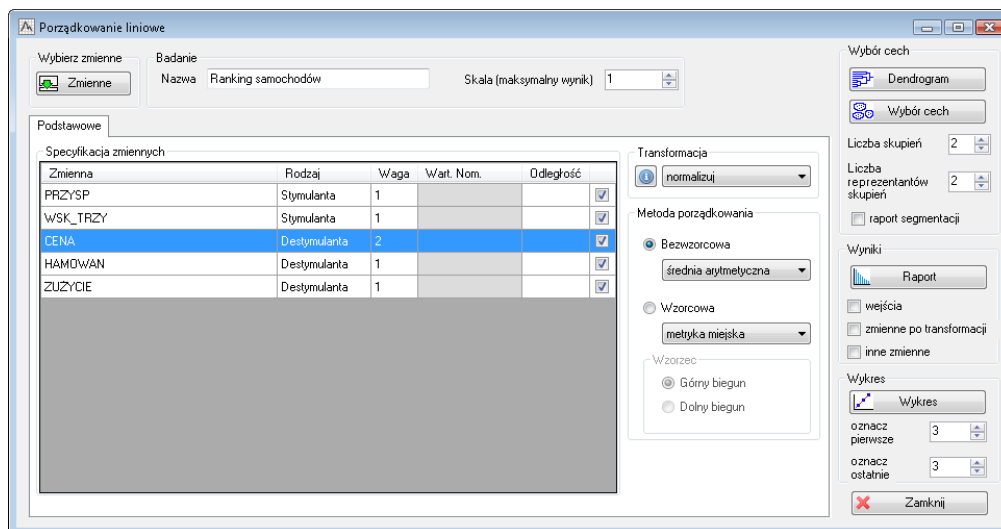 Porządkowanie liniowe
Wybierz zmienne
Zmienne
Badanie
Nazwa Ranking samochodów
Skala (maksymalny wynik) 1
Podstawowe
Specyfikacja zmiennych
Zmienna Rodzaj Waga Wart. Nom. Odległość
PRZYSP Stymulanta 1
WSK_TRZY Stymulanta 1
CENA Destymulanta 2
HAMOWAN Destymulanta 1
ZUŻYCIE Destymulanta 1
Transformacja
normalizuj
Metoda porządkowania
Bezwzorcowa
średnia arytmetyczna
Wzorcowa
metryka miejska
Wzorzec
Górny biegun
Dolny biegun
Wybór cech
Dendrogram
Wybór cech
Liczba skupień 2
Liczba
reprezentantów 2
skupień
raport segmentacji
Wyniki
Raport
wejścia
zmienne po transformacji
inne zmienne
Wykres
Wykres
oznacz
pierwsze 3
oznacz
ostatnie 3
Zamknij